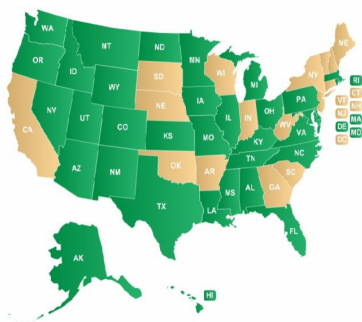 WA
MT
ND
MN
WI
ME
OR
ID
SD
MI
NY
RI
WY
CT
VT
NH
NJ
MA
DE
MD
DC
IA
NE
PA
NV
UT
CO
IL
IN
OH
WV
VA
CA
KS
MO
KY
NC
TN
AZ
NM
OK
AR
SC
MS
AL
GA
TX
LA
FL
AK
HI